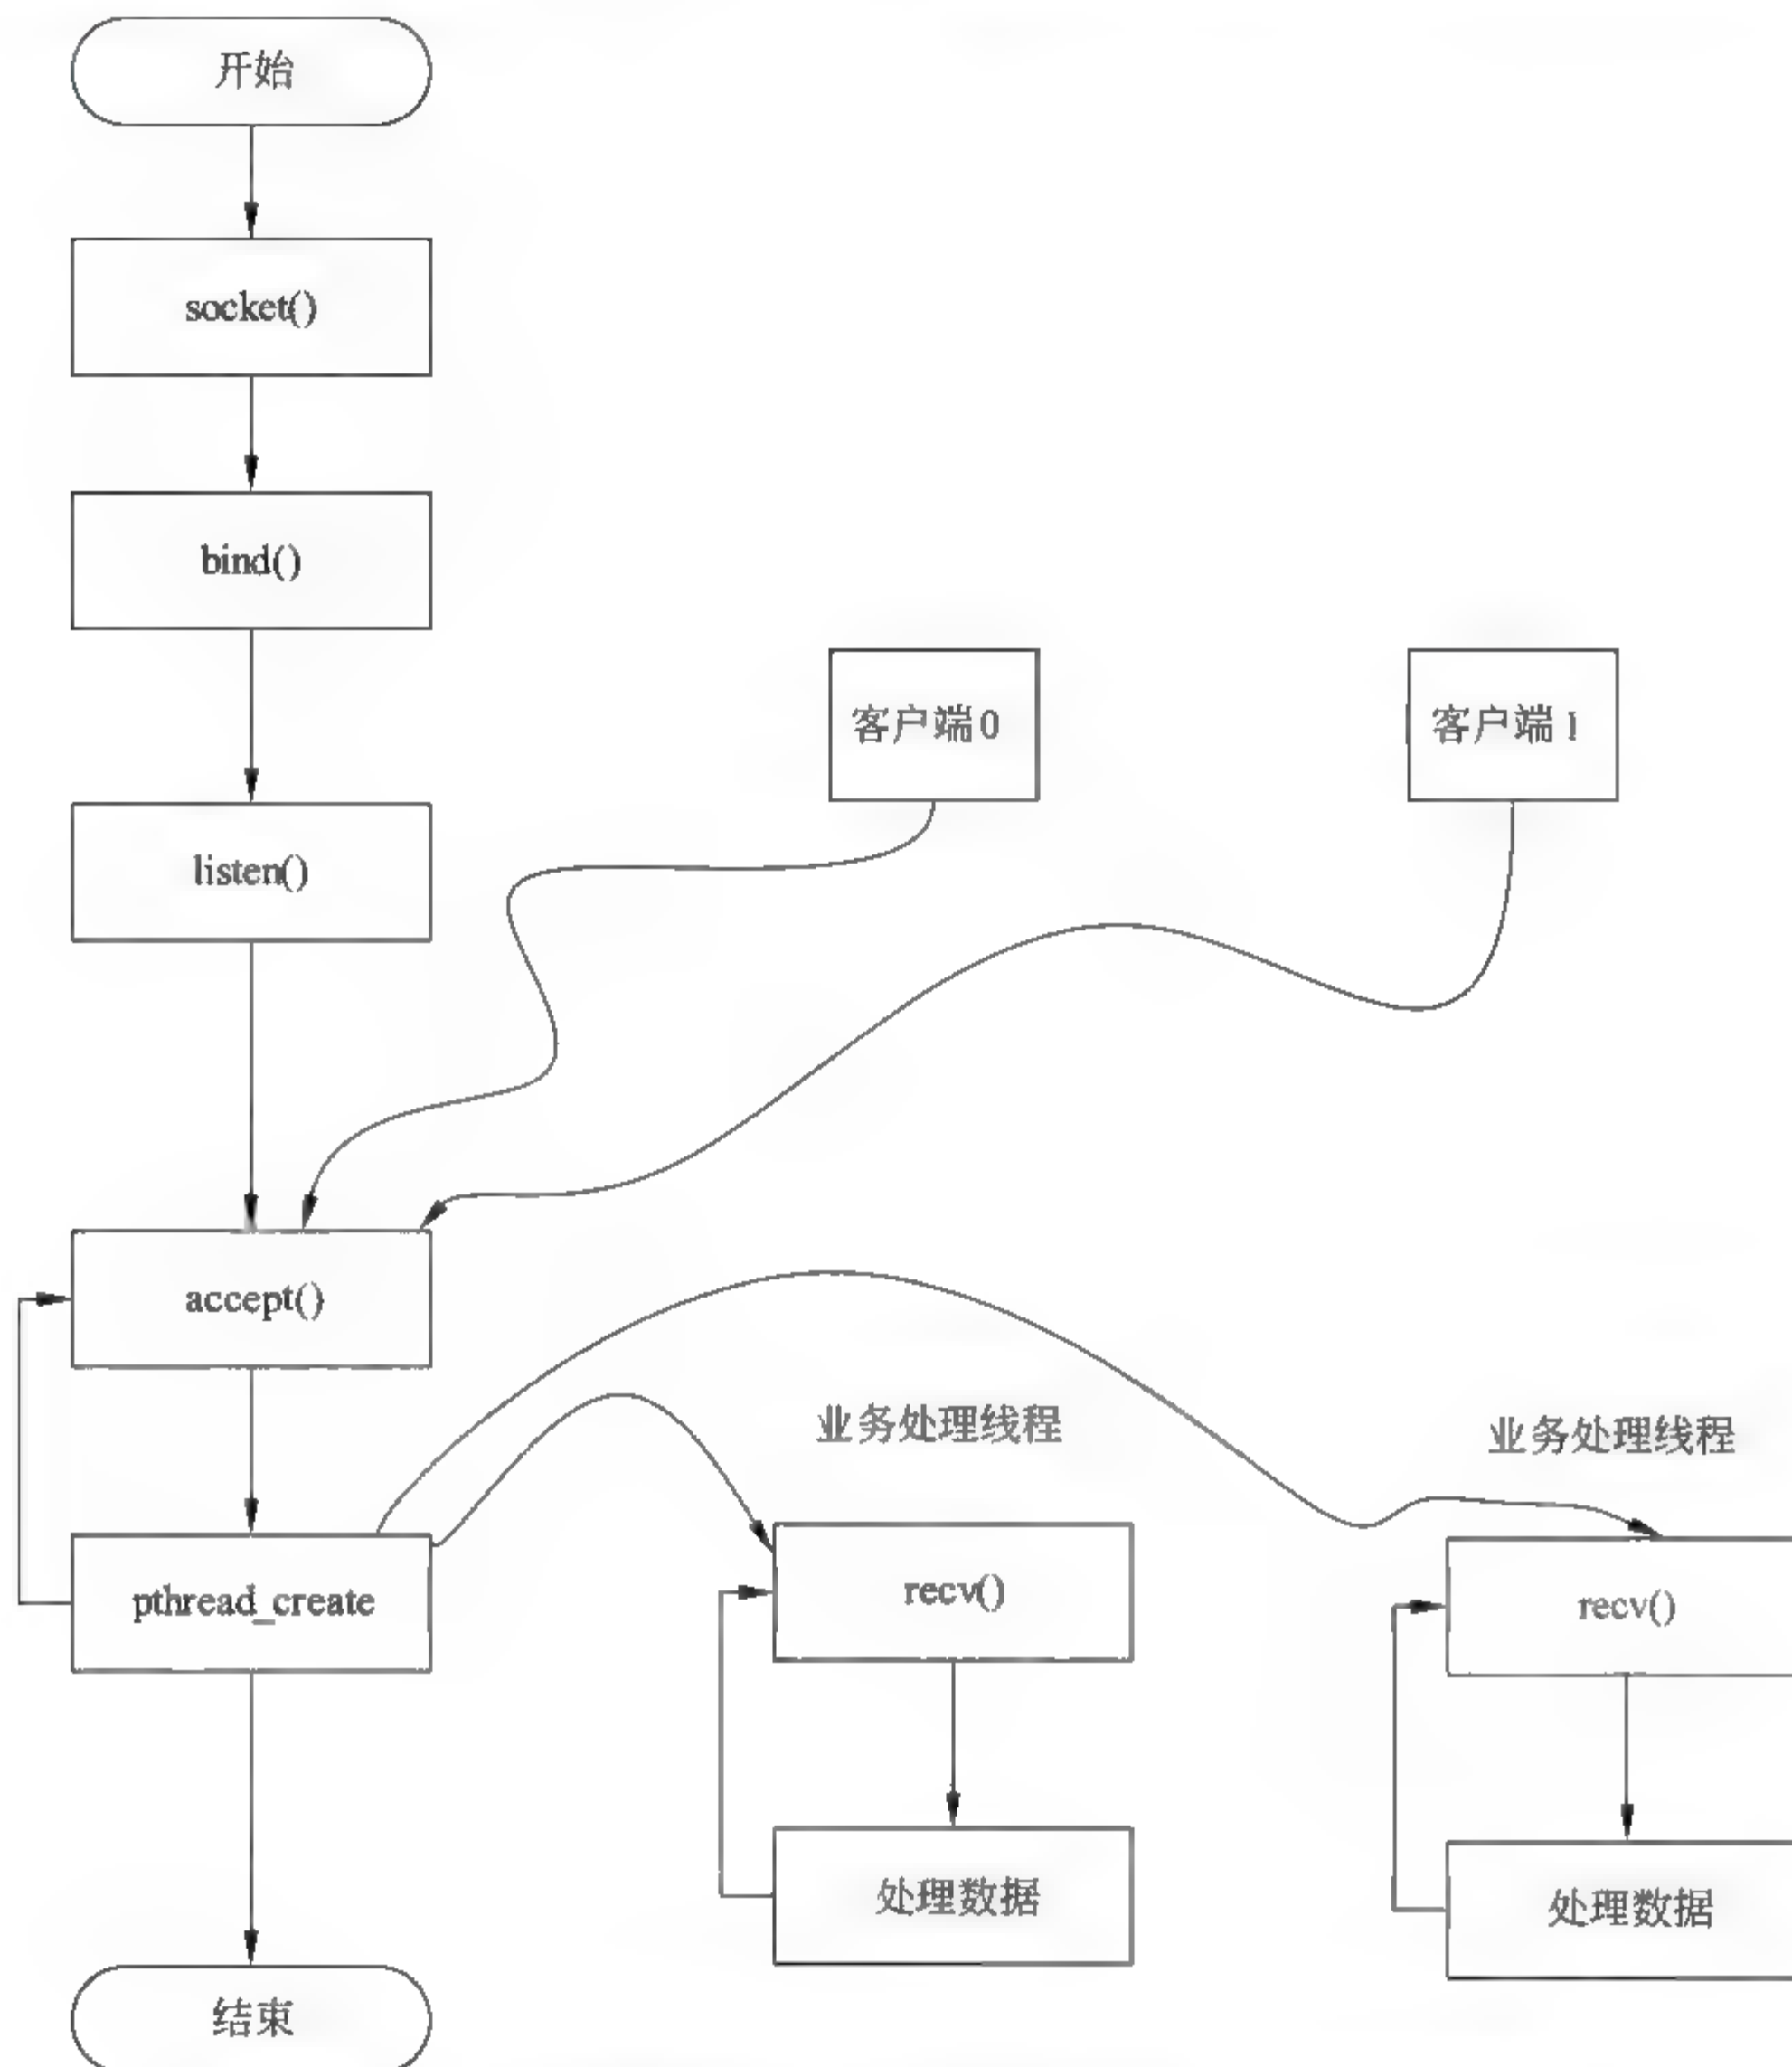 开始
socket()
bind()
客户端0
客户端1
listen()
accept()
业务处理线程
业务处理线程
pthread_create
recv()
recv()
处理数据
处理数据
结束